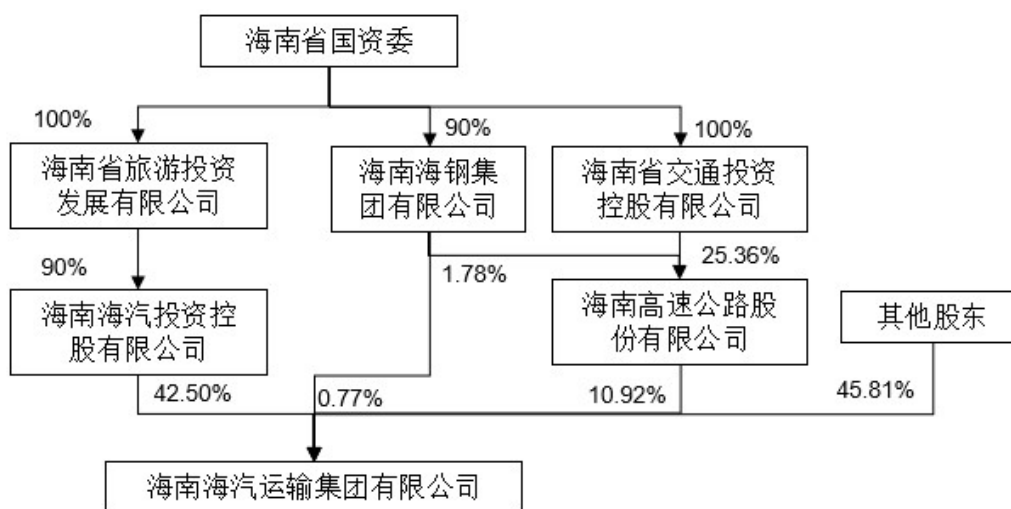 海南省国资委
100%
90%
100%
海南省旅游投资
发展有限公司
海南海钢集
团有限公司
海南省交通投资
控股有限公司
90%
1.78%
25.36%
海南海汽投资控
股有限公司
海南高速公路股
份有限公司
其他股东
42.50%
0.77%
10.92%
45.81%
海南海汽运输集团有限公司